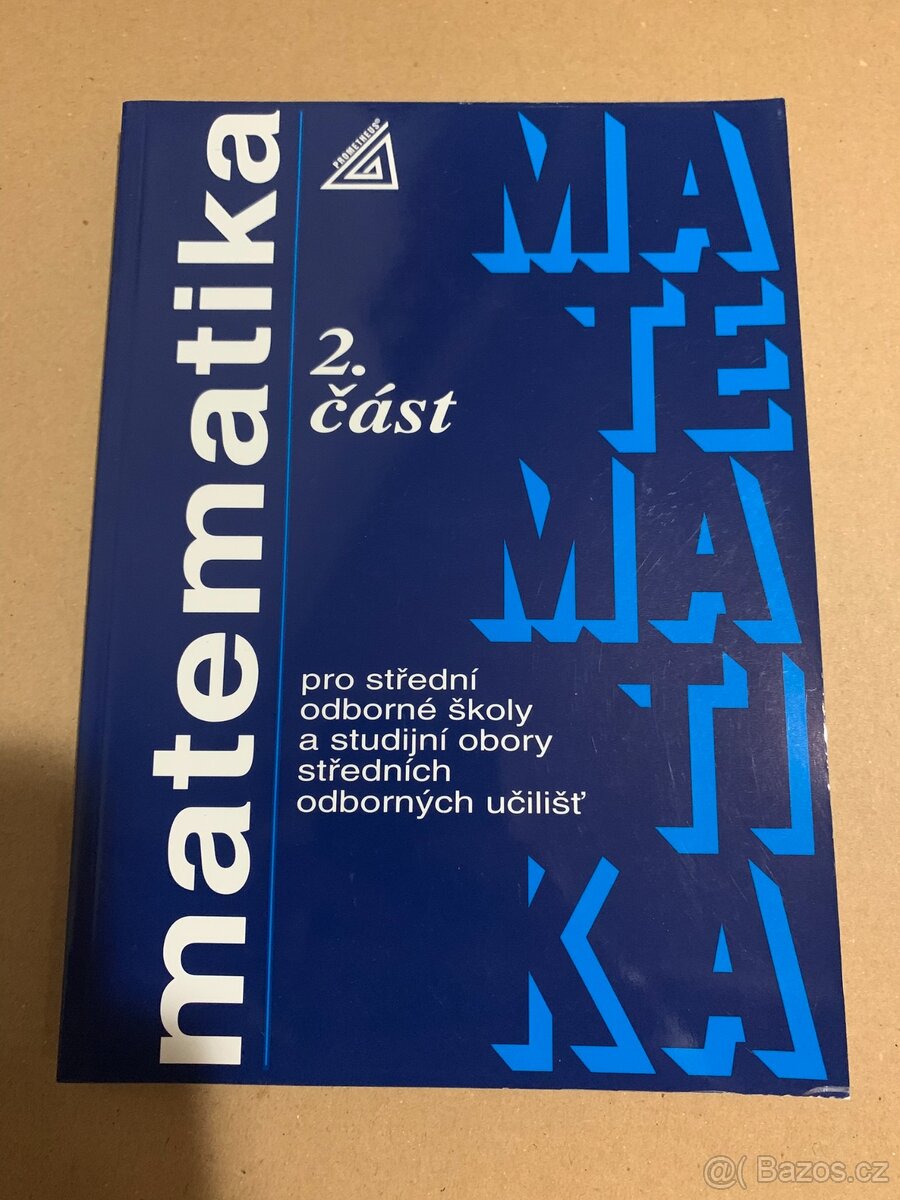 matematika
PROMETHEUS®
2.
část
pro střední
odborné školy
a studijní obory
středních
odborných učilišť
MA
TE
MA
TI
KA
@( Bazos.cz